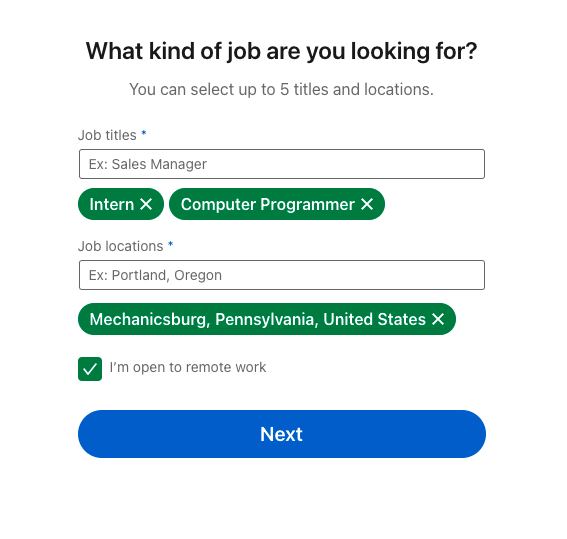 What kind of job are you looking for?
You can select up to 5 titles and locations.
Job titles *
Ex: Sales Manager
Intern ✕ Computer Programmer ✕
Job locations *
Ex: Portland, Oregon
Mechanicsburg, Pennsylvania, United States ✕
I'm open to remote work
Next